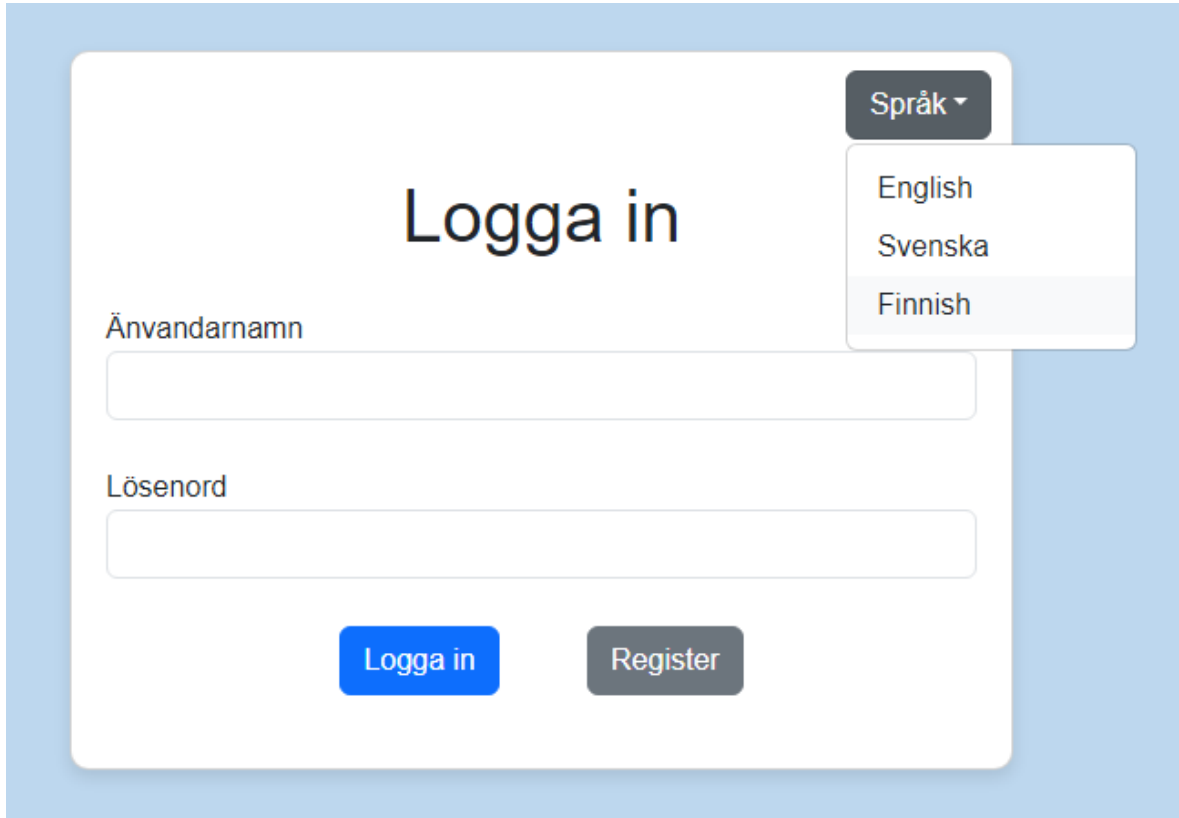 Språk
English
Svenska
Finnish
Logga in
Änvandarnamn
Lösenord
Logga in
Register